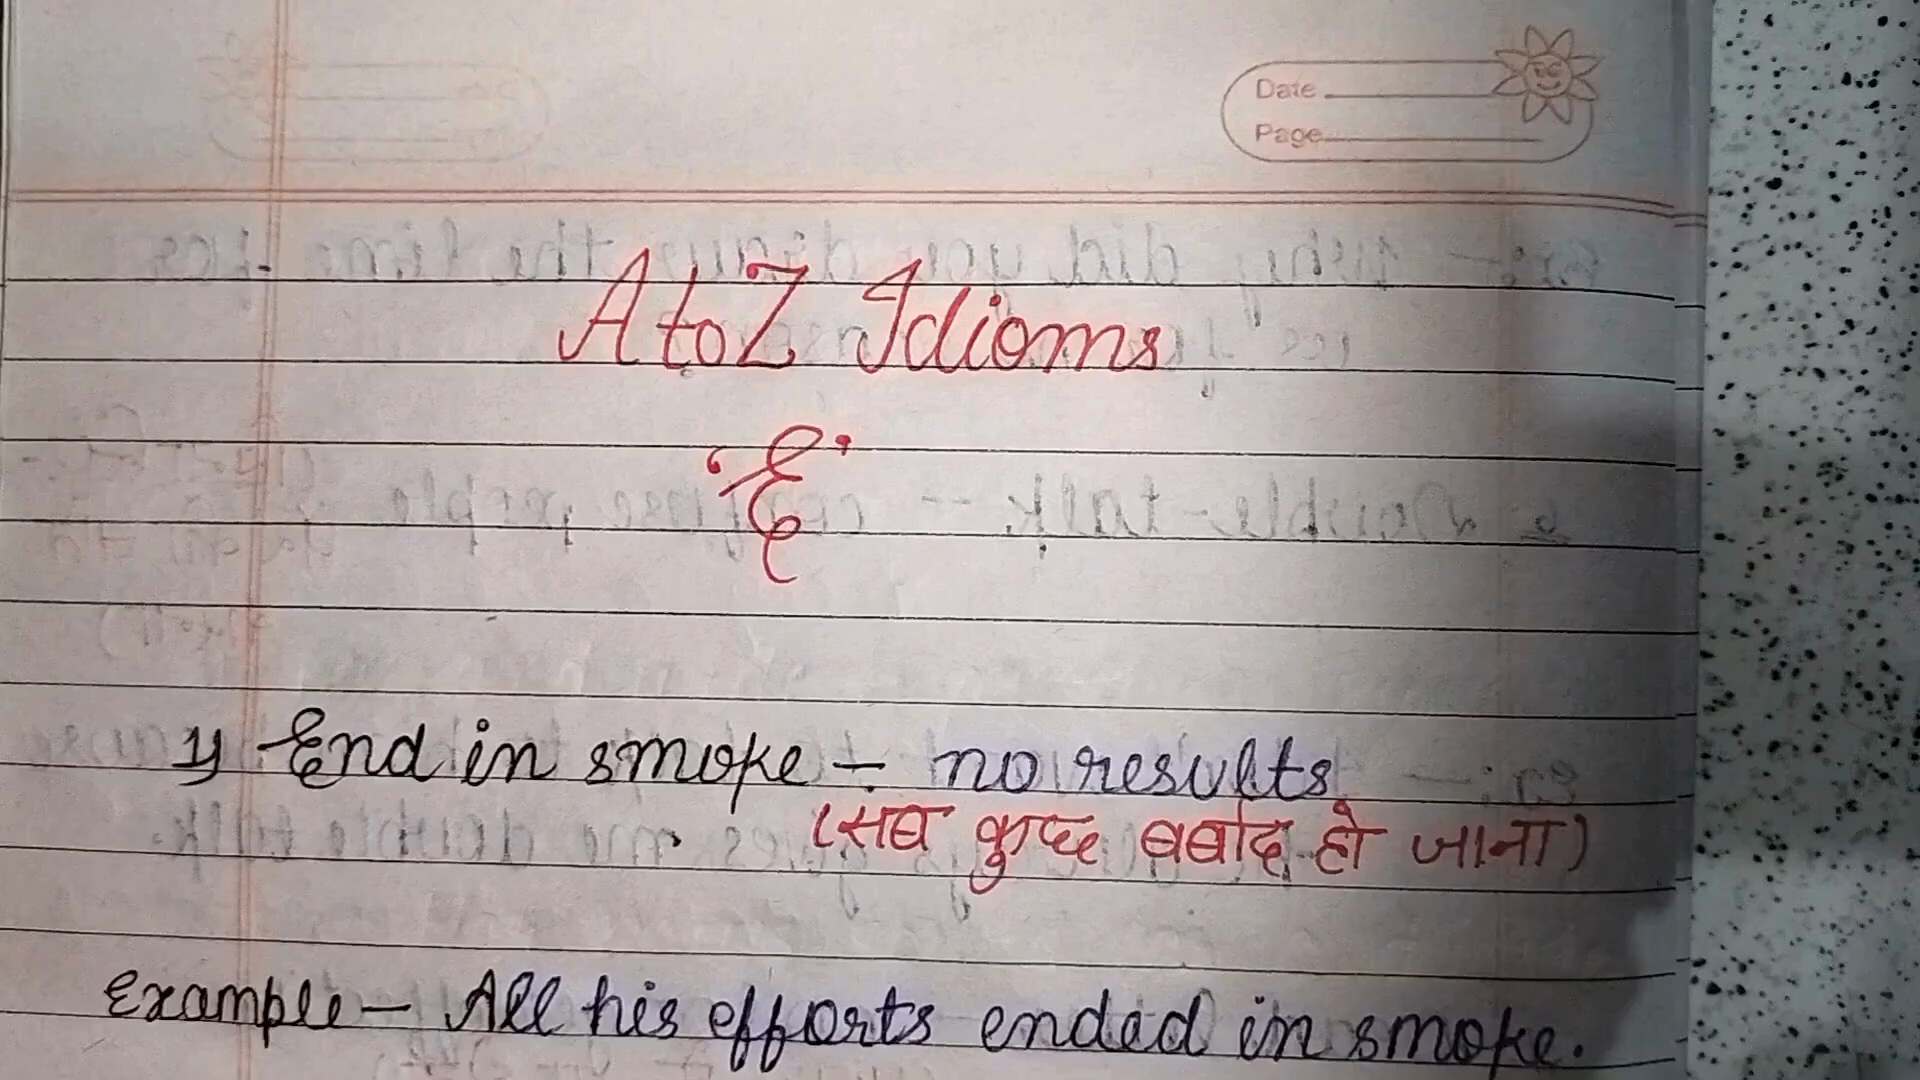 Date
Page
A to Z Idioms
'E'
1) End in smoke - no results
(सब कुछ बर्बाद हो जाना)
Example - All his efforts ended in smoke.